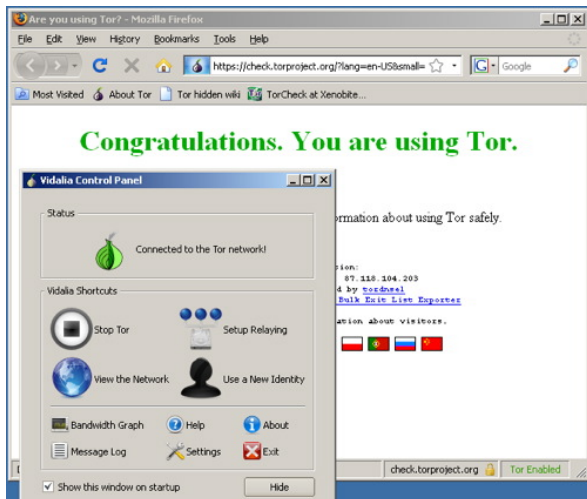 Are you using Tor? - Mozilla Firefox
File Edit View History Bookmarks Tools Help
https://check.torproject.org/?lang=en-US&small= Google
Most Visited About Tor Tor hidden wiki TorCheck at Xenobite...
Congratulations. You are using Tor.
Vidalia Control Panel
Status
ormation about using Tor safely.
Connected to the Tor network!
sion:
87.118.104.203
d by tordnsel
Bulk Exit List Exporter
ation about visitors.
Vidalia Shortcuts
Stop Tor Setup Relaying
View the Network Use a New Identity
Bandwidth Graph Help About
Message Log Settings Exit
check.torproject.org Tor Enabled
Show this window on startup Hide